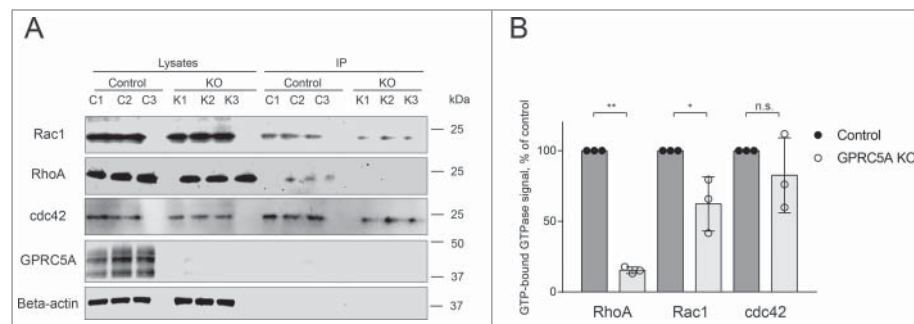 A
Lysates IP
Control KO Control KO
C1 C2 C3 K1 K2 K3 C1 C2 C3 K1 K2 K3 kDa
Rac1 25
RhoA 25
cdc42 25
GPRC5A 50
37
Beta-actin 37
B
GTP-bound GTPase signal, % of control
100
50
0
** * n.s.
Control
GPRC5A KO
RhoA Rac1 cdc42